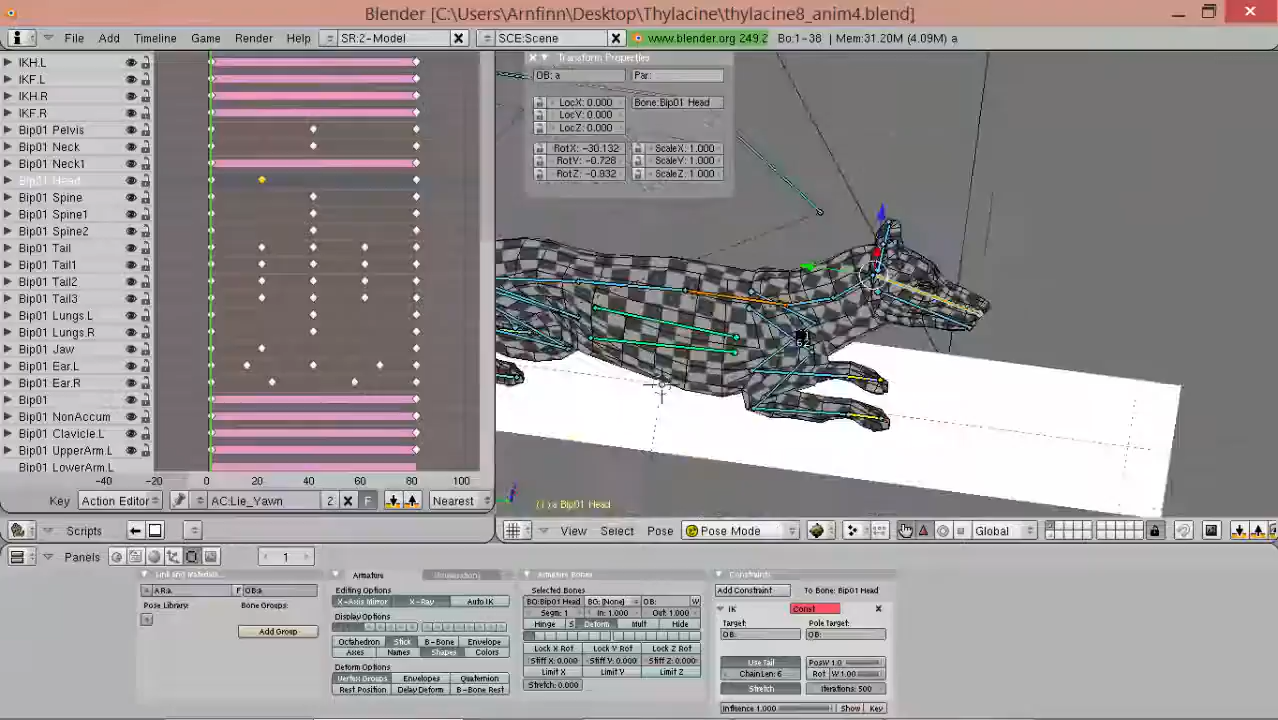 Blender [C:\Users\Arnfinn\Desktop\Thylacine\thylacine8_anim4.blend]
File Add Timeline Game Render Help SR:2-Model SCE:Scene www.blender.org 249.2 Bo:1-38 | Mem:31.20M (4.09M) a
IKH.L
IKF.L
IKH.R
IKF.R
Bip01 Pelvis
Bip01 Neck
Bip01 Neck1
Bip01 Head
Bip01 Spine
Bip01 Spine1
Bip01 Spine2
Bip01 Tail
Bip01 Tail1
Bip01 Tail2
Bip01 Tail3
Bip01 Lungs.L
Bip01 Lungs.R
Bip01 Jaw
Bip01 Ear.L
Bip01 Ear.R
Bip01
Bip01 NonAccum
Bip01 Clavicle.L
Bip01 UpperArm.L
Bip01 LowerArm.L
-40 -20 0 20 40 60 80 100
Key Action Editor AC:Lie_Yawn 2 F Nearest
Scripts
Transform Properties
OB: a Par:
LocX: 0.000 Bone:Bip01 Head
LocY: 0.000
LocZ: 0.000
RotX: -30.132 ScaleX: 1.000
RotY: -0.728 ScaleY: 1.000
RotZ: -0.932 ScaleZ: 1.000
(1) a Bip01 Head
View Select Pose Pose Mode Global
Panels 1
Link and Materials
AR:a F OB:a
Pose Library: Bone Groups:
Add Group
Armature
Editing Options
X-Axis Mirror X-Ray Auto IK
Display Options
Octahedron Stick B-Bone Envelope
Axes Names Shapes Colors
Deform Options
Vertex Groups Envelopes Quaternion
Rest Position Delay Deform B-Bone Rest
Armature Bones
Selected Bones
BO:Bip01 Head BG: [None] OB: W
Segm: 1 In: 1.000 Out: 1.000
Hinge S Deform Mult Hide
Lock X Rot Lock Y Rot Lock Z Rot
Stiff X: 0.000 Stiff Y: 0.000 Stiff Z: 0.000
Limit X Limit Y Limit Z
Stretch: 0.000
Constraints
Add Constraint To Bone: Bip01 Head
IK Const
Target: Pole Target:
OB: OB:
Use Tail PosW 1.0
ChainLen: 6 Rot W 1.00
Stretch Iterations: 500
Influence 1.000 Show Key